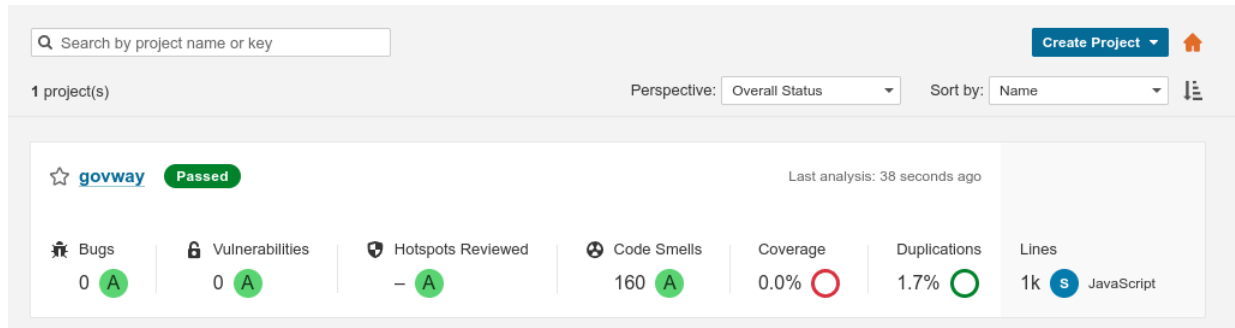 Search by project name or key
Create Project
1 project(s)
Perspective: Overall Status
Sort by: Name
govway Passed
Last analysis: 38 seconds ago
Bugs Vulnerabilities Hotspots Reviewed Code Smells Coverage Duplications Lines
0 A 0 A – A 160 A 0.0% 1.7% 1k S JavaScript